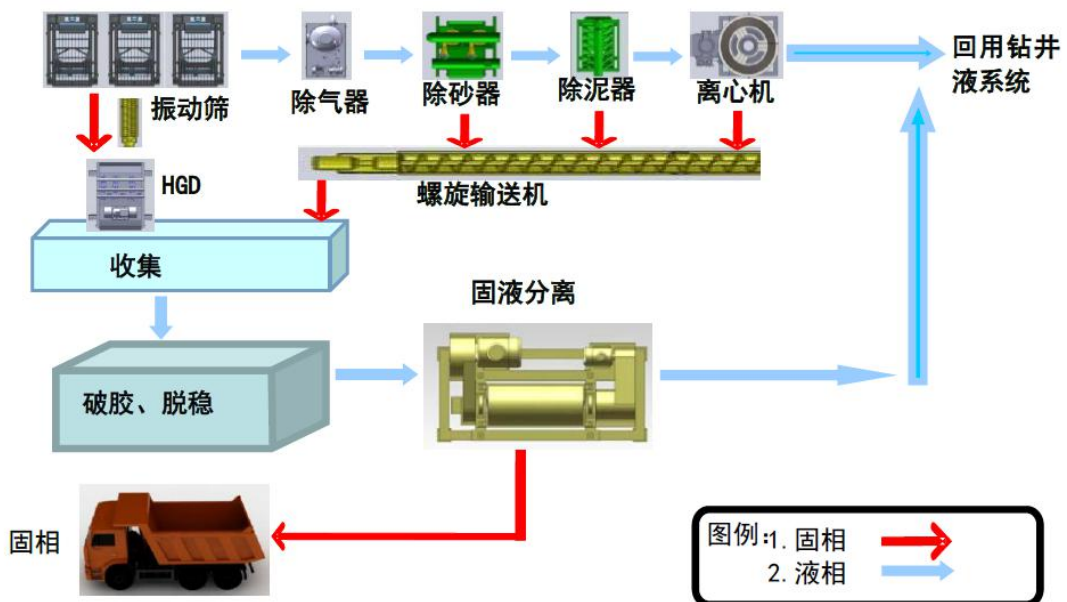 振动筛
除气器
除砂器
除泥器
离心机
回用钻井
液系统
HGD
螺旋输送机
收集
固液分离
破胶、脱稳
固相
图例:1. 固相
2. 液相